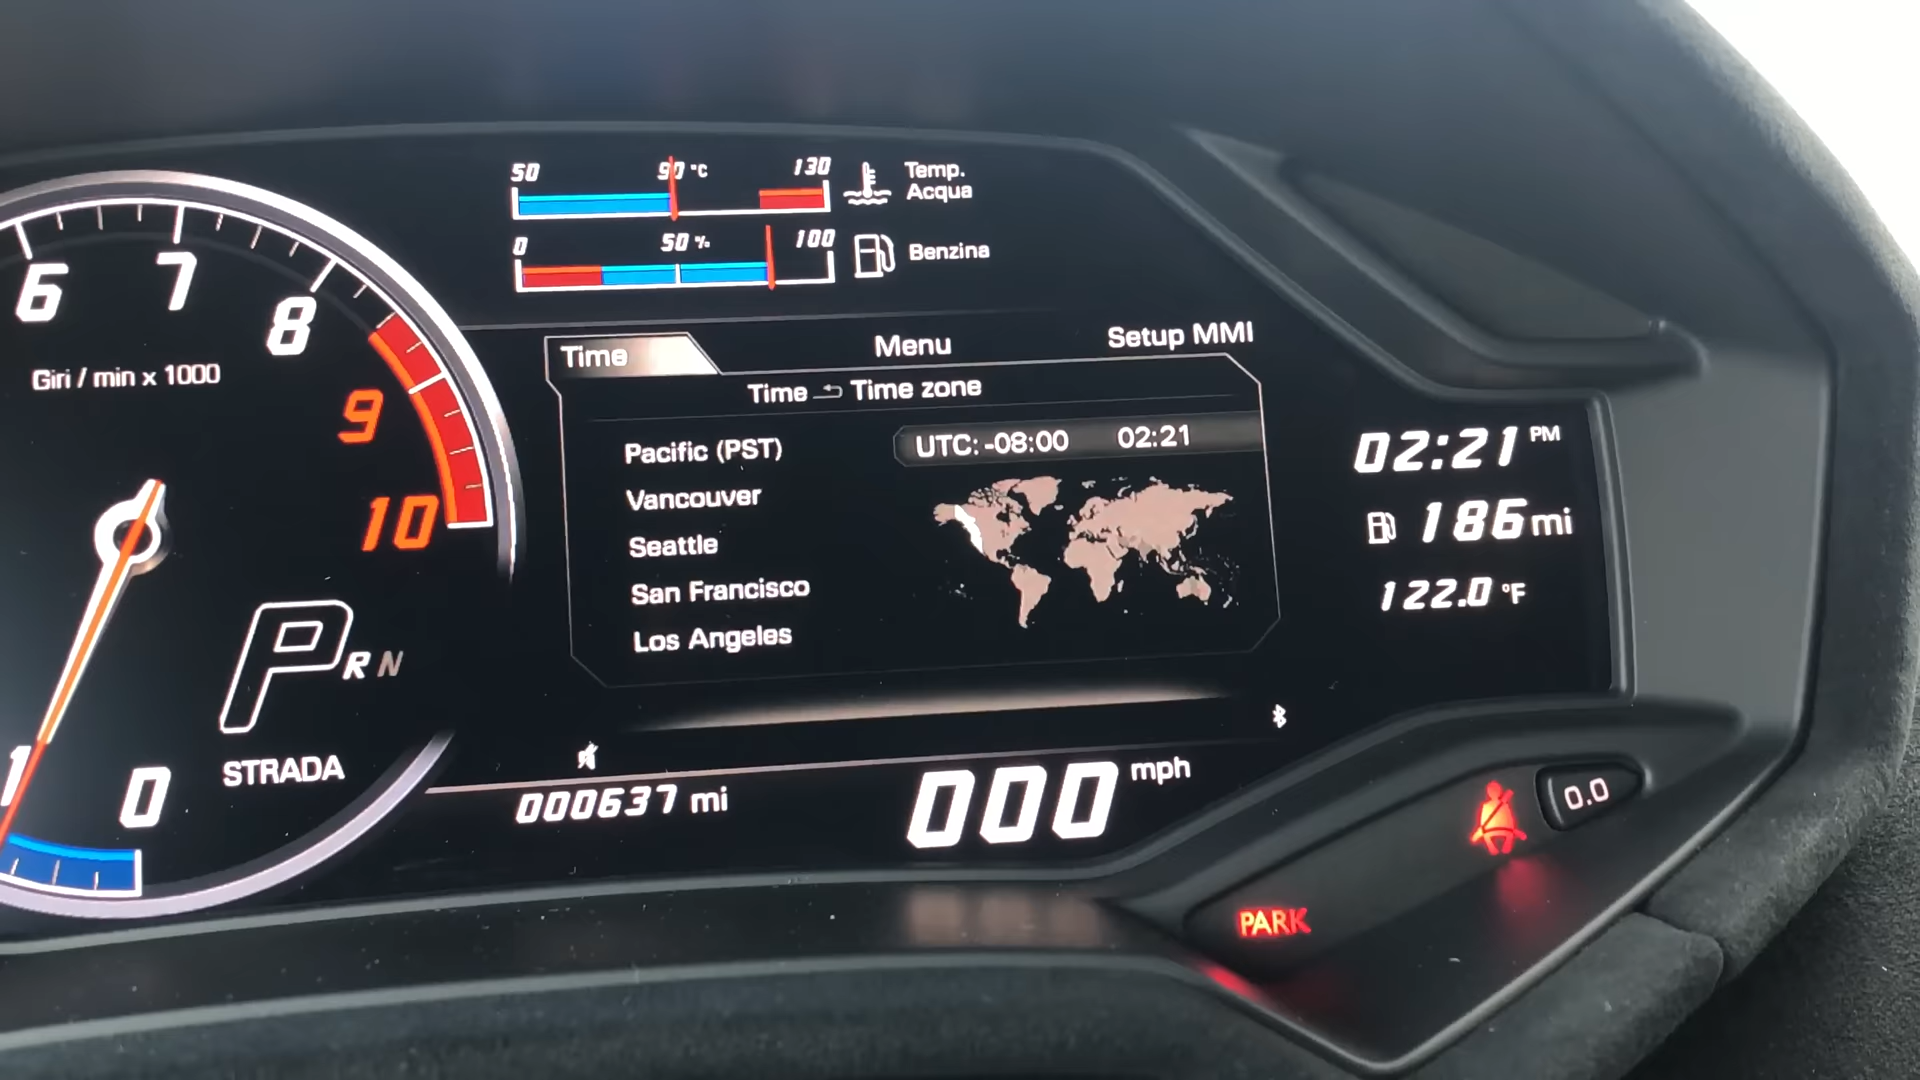 50 90 °C 130
Temp.
Acqua
0 50 % 100
Benzina
6 7 8 9 10
Giri / min x 1000
1 0
P R N
STRADA
Time Menu Setup MMI
Time Time zone
Pacific (PST) UTC: -08:00 02:21
Vancouver
Seattle
San Francisco
Los Angeles
02:21 PM
186 mi
122.0 °F
000637 mi
000 mph
0.0
PARK